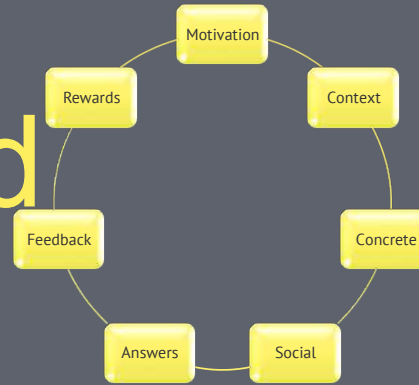 Motivation
Rewards
Context
d
Feedback
Concrete
Answers
Social